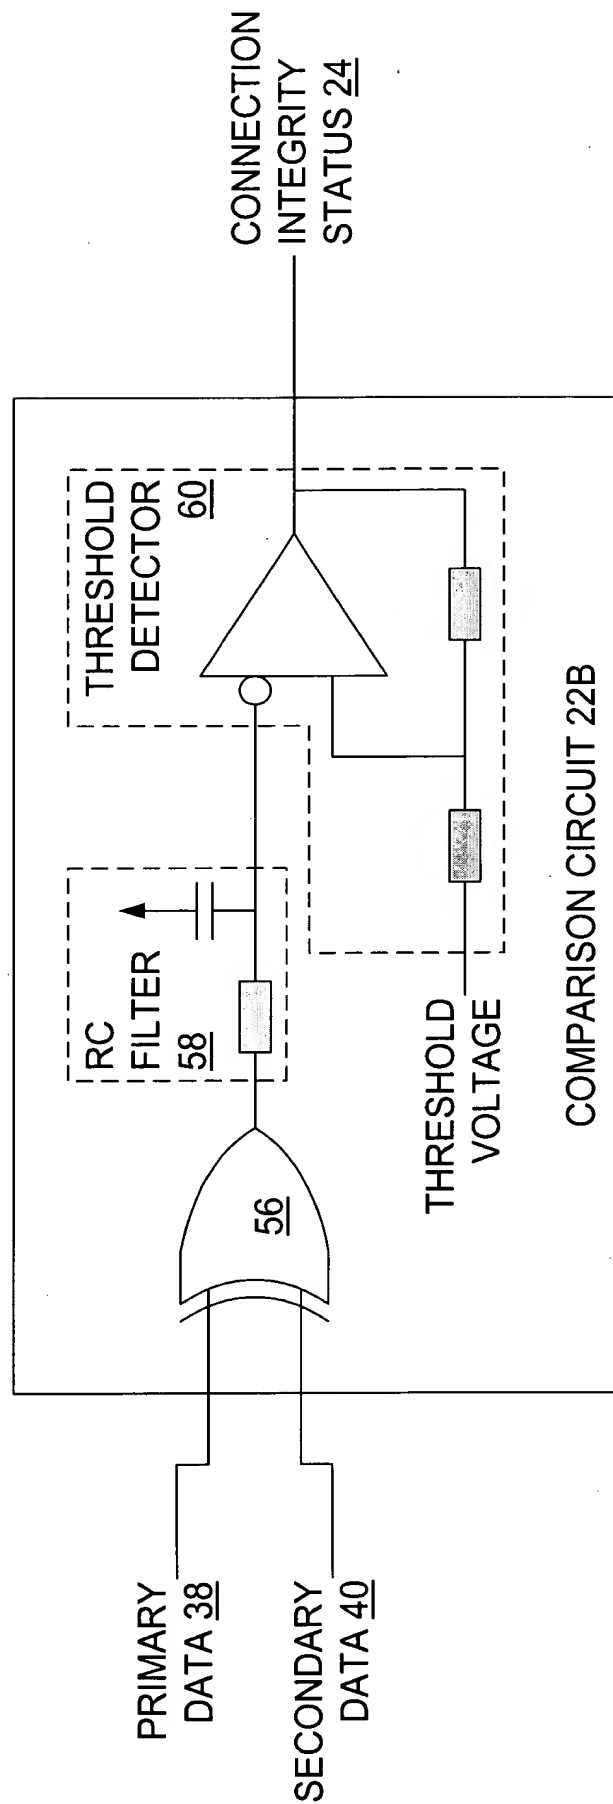 PRIMARY
DATA 38
SECONDARY
DATA 40
56
RC
FILTER
58
THRESHOLD
DETECTOR
60
THRESHOLD
VOLTAGE
CONNECTION
INTEGRITY
STATUS 24
COMPARISON CIRCUIT 22B